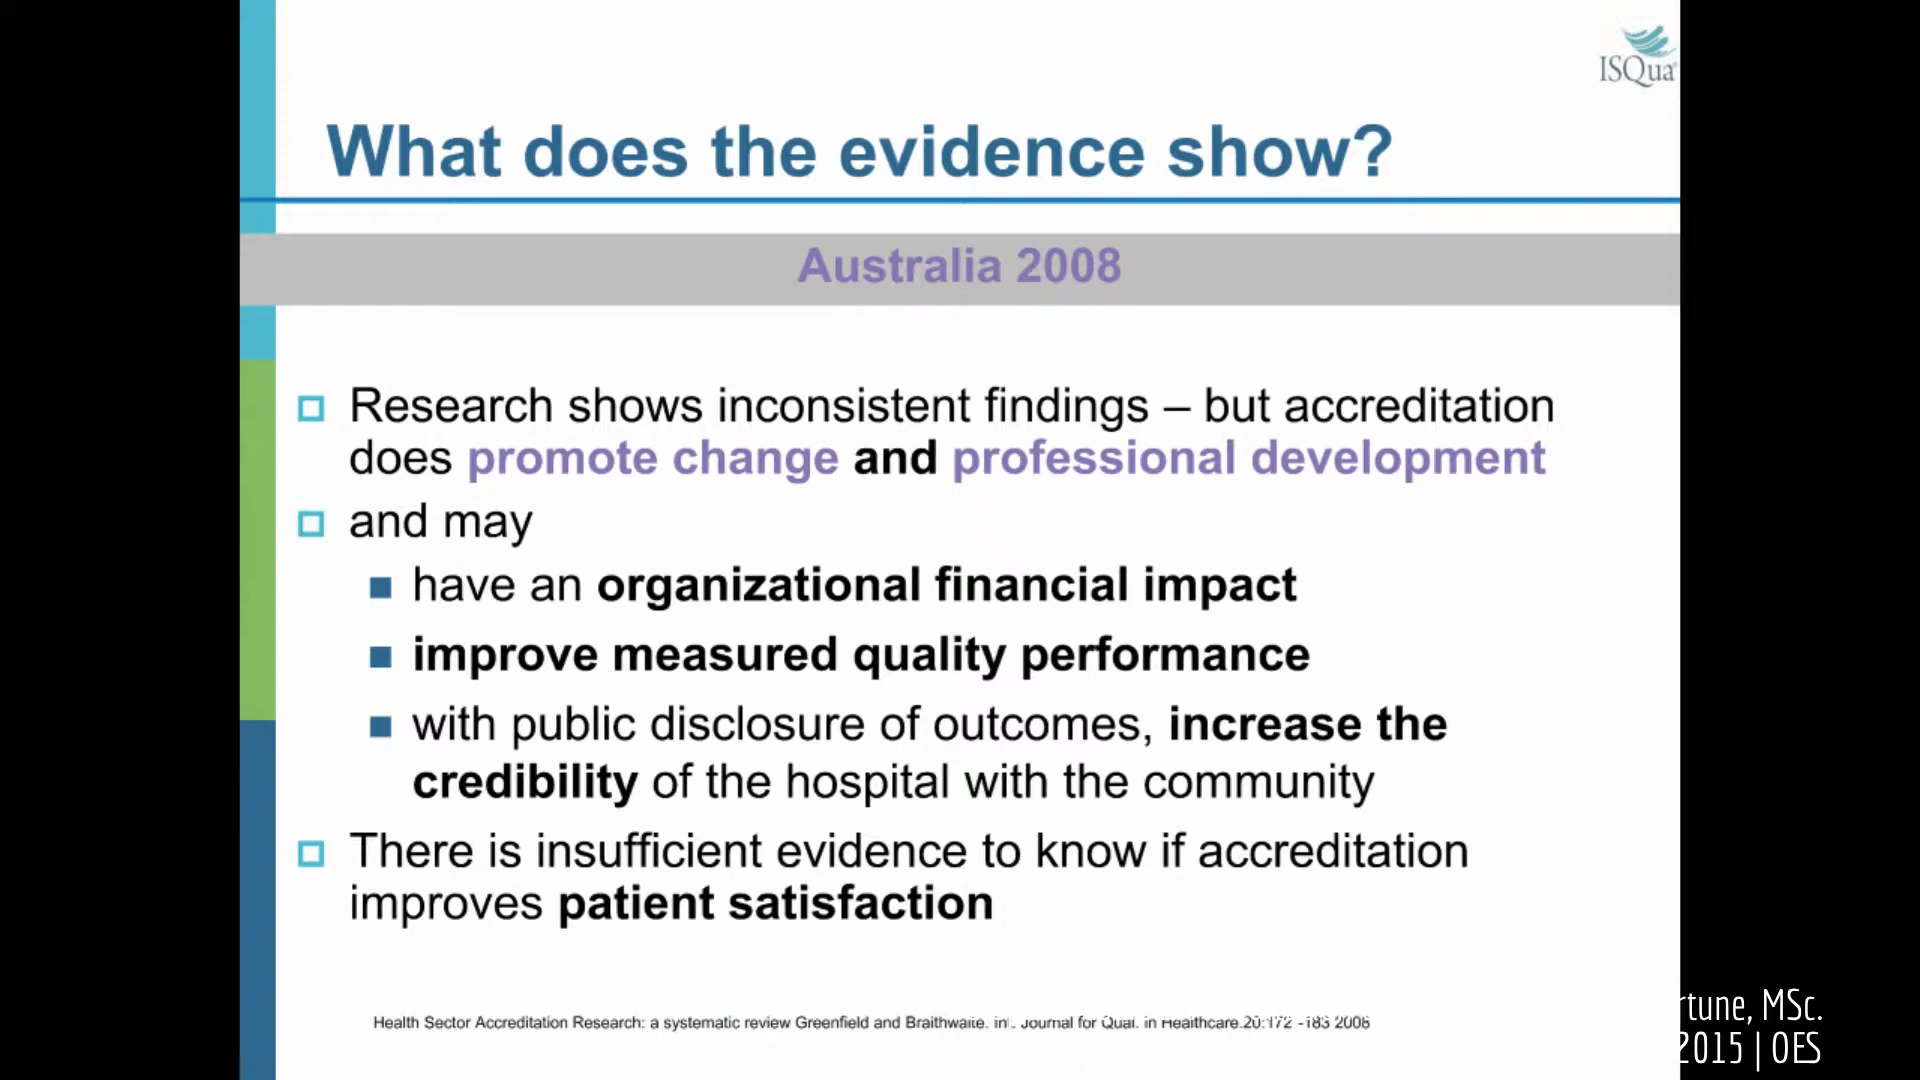 ISQua
What does the evidence show?
Australia 2008
Research shows inconsistent findings – but accreditation
does promote change and professional development
and may
have an organizational financial impact
improve measured quality performance
with public disclosure of outcomes, increase the
credibility of the hospital with the community
There is insufficient evidence to know if accreditation
improves patient satisfaction
Health Sector Accreditation Research: a systematic review Greenfield and Braithwaite. Int. Journal for Qual. in Healthcare.20:172 -183 2008
MSc.
2015 | OES